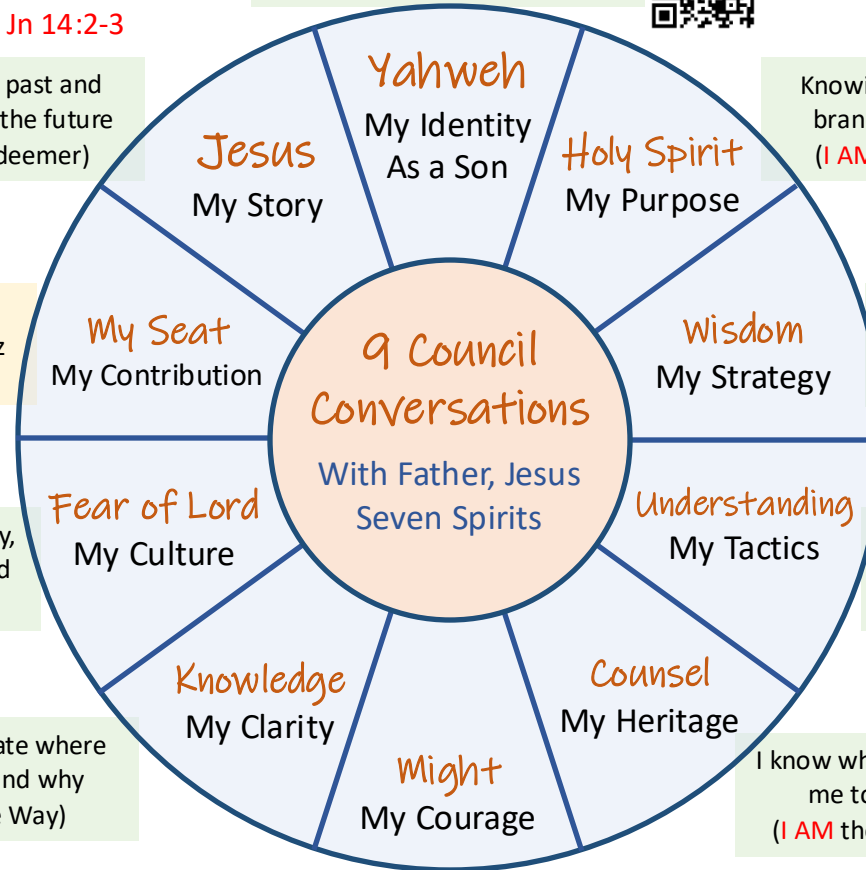 Jn 14:2-3
past and
the future
deemer)
Yahweh
My Identity
As a Son
Holy Spirit
My Purpose
Wisdom
My Strategy
Understanding
My Tactics
Counsel
My Heritage
Might
My Courage
Knowledge
My Clarity
Fear of Lord
My Culture
My Seat
My Contribution
Jesus
My Story
9 Council
Conversations
With Father, Jesus
Seven Spirits
bran
(I AM
z
y,
d
ate where
nd why
Way)
I know wh
me to
(I AM the